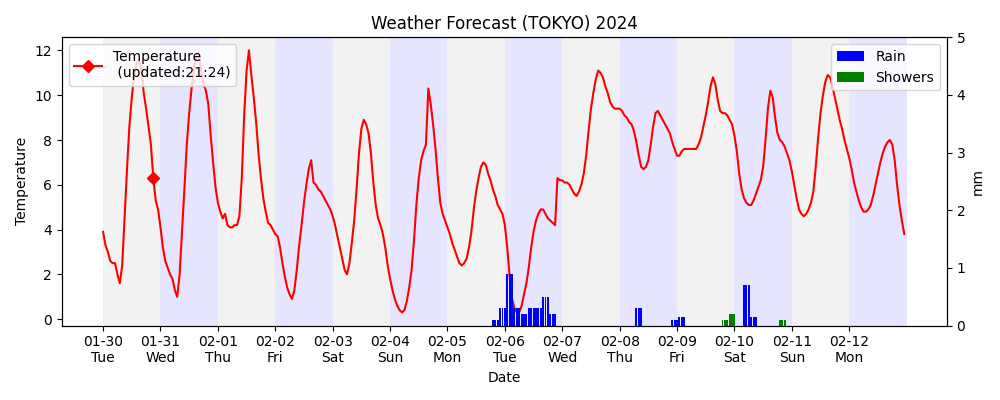 Weather Forecast (TOKYO) 2024
Temperature
(updated:21:24)
Rain
Showers
Temperature
12
10
8
6
4
2
0
5
4
3
2
1
0
mm
01-30 01-31 02-01 02-02 02-03 02-04 02-05 02-06 02-07 02-08 02-09 02-10 02-11 02-12
Tue Wed Thu Fri Sat Sun Mon Tue Wed Thu Fri Sat Sun Mon
Date